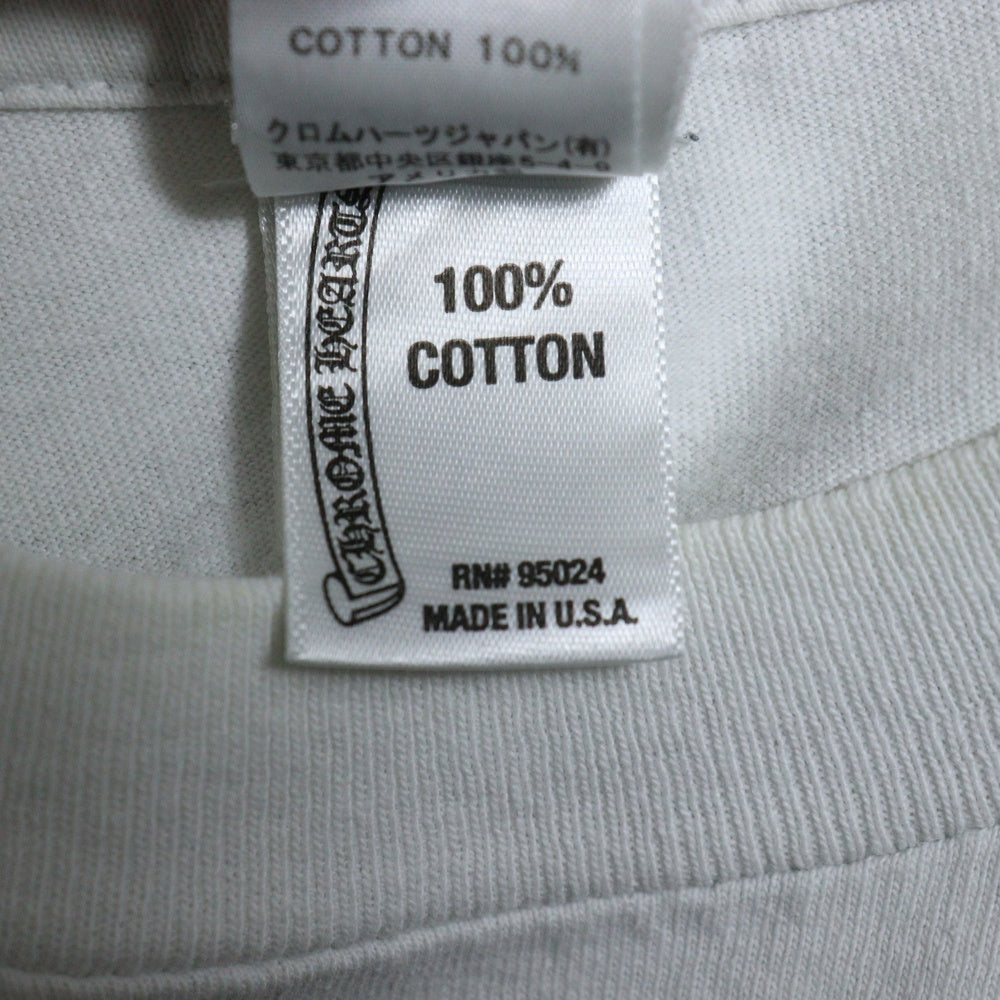 COTTON 100%
クロムハーツジャパン(有)
東京都中央区銀座5-4-9
CHROME HEARTS
100%
COTTON
RN# 95024
MADE IN U.S.A.